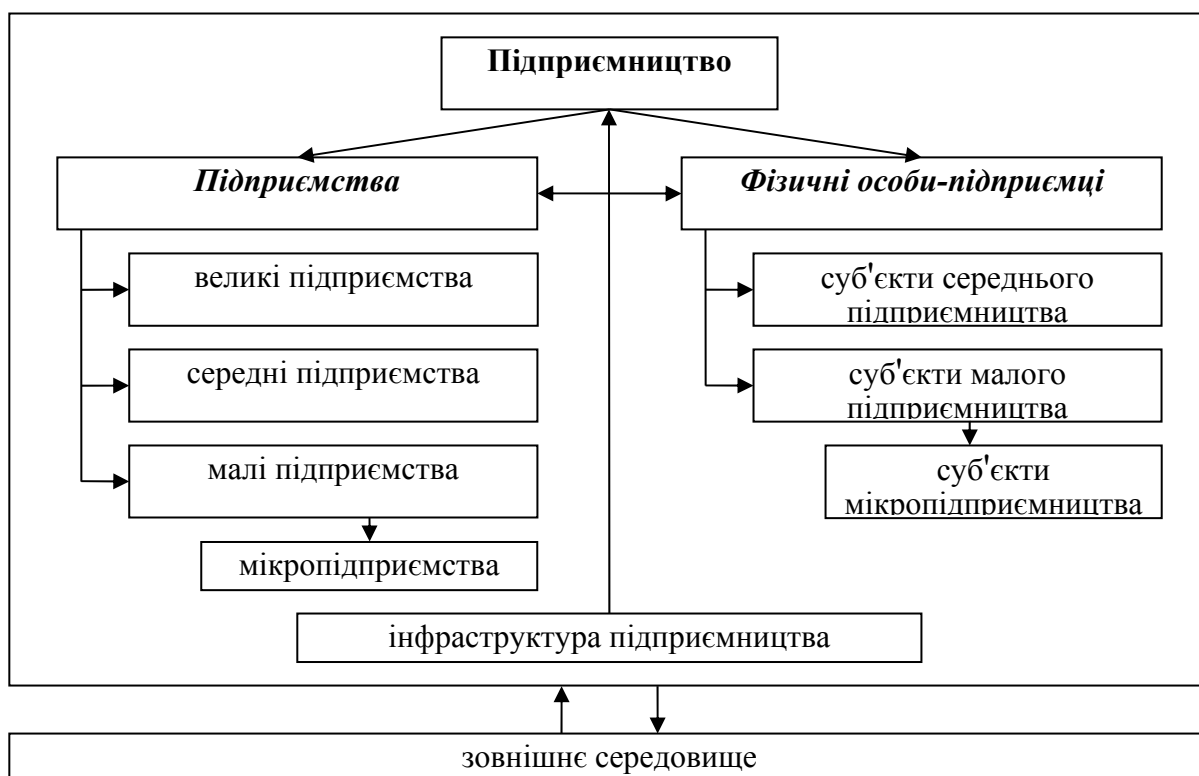 Підприємництво
Підприємства
Фізичні особи-підприємці
великі підприємства
суб'єкти середнього
підприємництва
середні підприємства
суб'єкти малого
підприємництва
малі підприємства
суб'єкти
мікропідприємництва
мікропідприємства
інфраструктура підприємництва
зовнішнє середовище